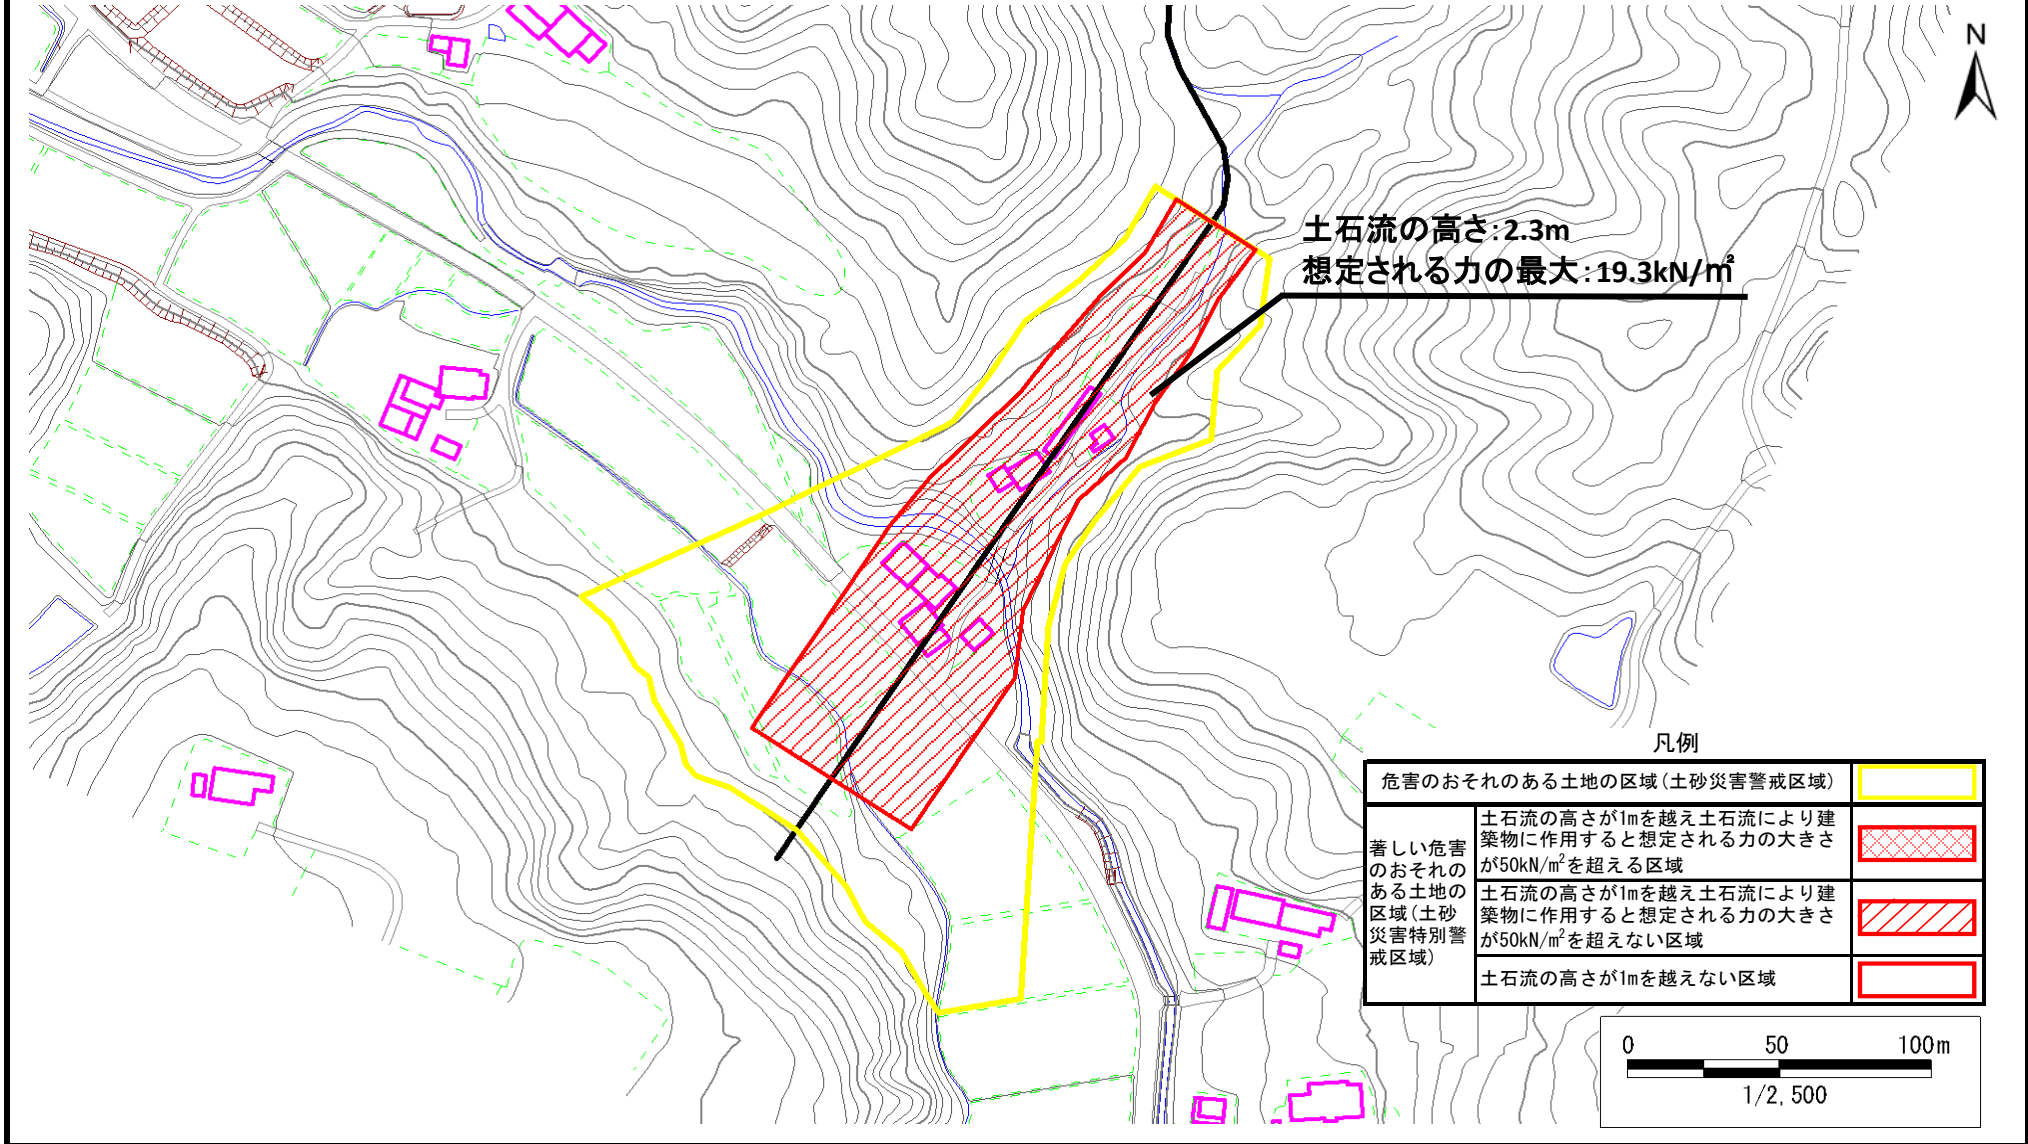 N
土石流の高さ:2.3m
想定される力の最大:19.3kN/㎡
凡例
危害のおそれのある土地の区域(土砂災害警戒区域)
著しい危害
のおそれの
ある土地の
区域(土砂
災害特別警
戒区域)
土石流の高さが1mを越え土石流により建
築物に作用すると想定される力の大きさ
が50kN/m²を超える区域
土石流の高さが1mを越え土石流により建
築物に作用すると想定される力の大きさ
が50kN/m²を超えない区域
土石流の高さが1mを越えない区域
0 50 100m
1/2,500